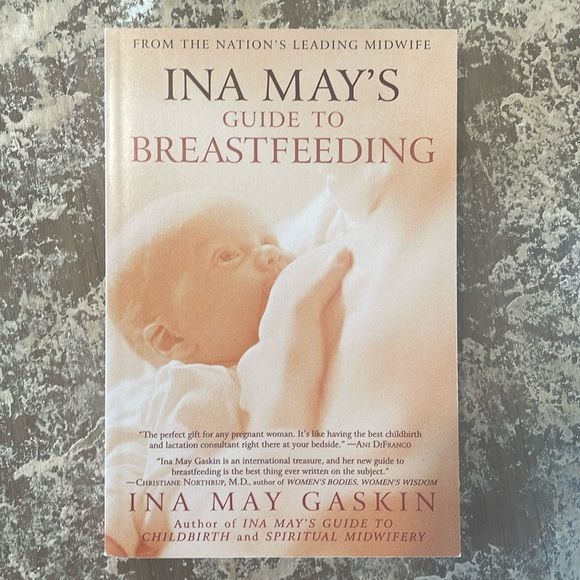 FROM THE NATION'S LEADING MIDWIFE
INA MAY'S
GUIDE TO
BREASTFEEDING
"The perfect gift for any pregnant woman. It's like having the best childbirth
and lactation consultant right there at your bedside." —ANI DIFRANCO
"Ina May Gaskin is an international treasure, and her new guide to
breastfeeding is the best thing ever written on the subject."
—CHRISTIANE NORTHRUP, M.D., author of WOMEN'S BODIES, WOMEN'S WISDOM
INA MAY GASKIN
Author of INA MAY'S GUIDE TO
CHILDBIRTH and SPIRITUAL MIDWIFERY